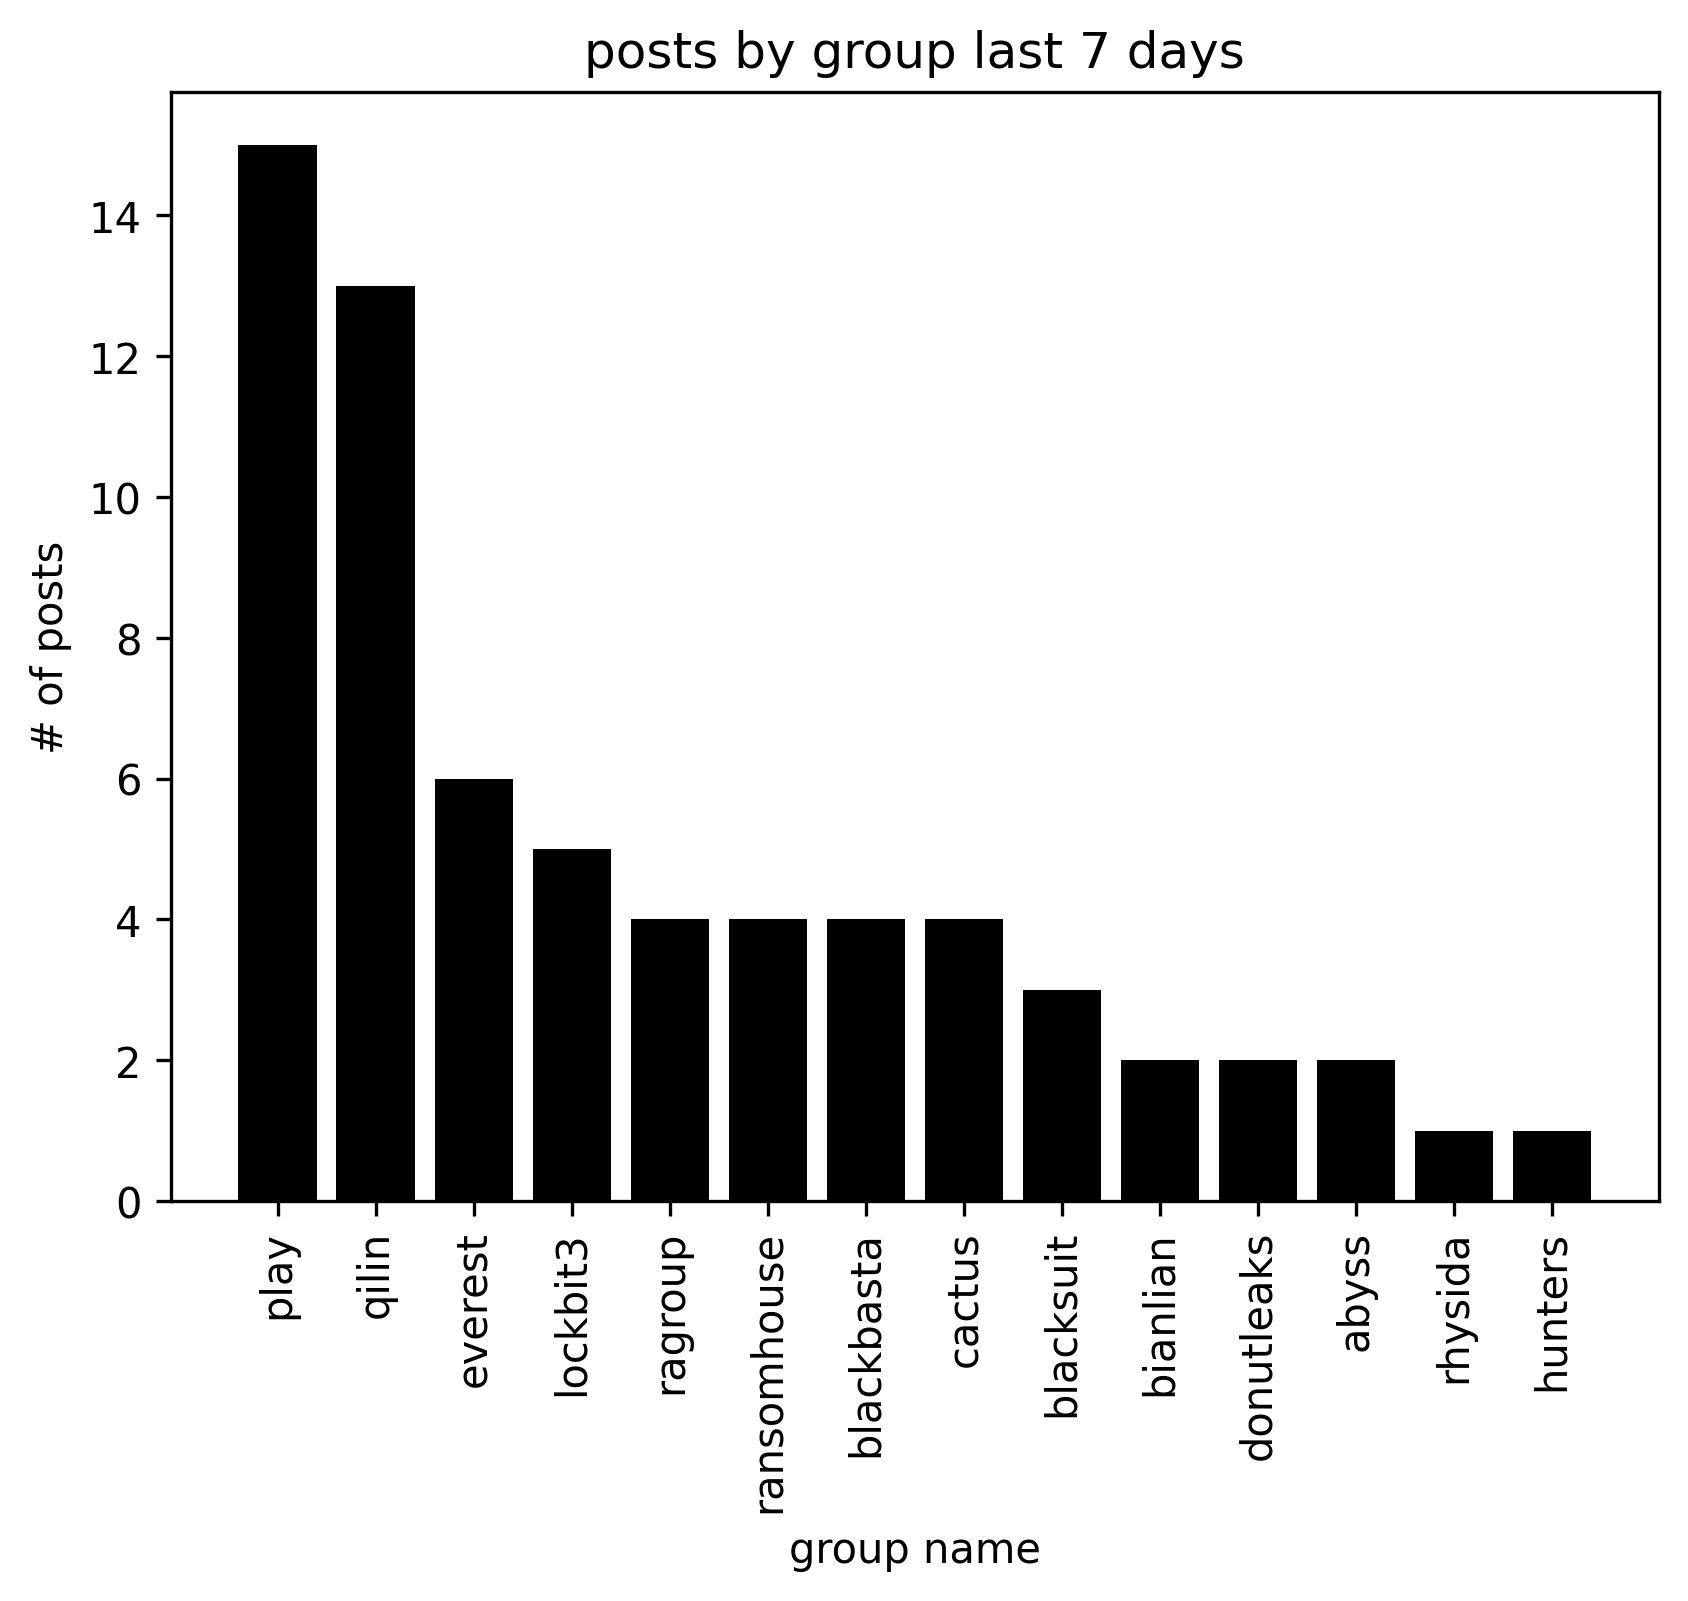 posts by group last 7 days
# of posts
14
12
10
8
6
4
2
0
play
qilin
everest
lockbit3
ragroup
ransomhouse
blackbasta
cactus
blacksuit
bianlian
donutleaks
abyss
rhysida
hunters
group name